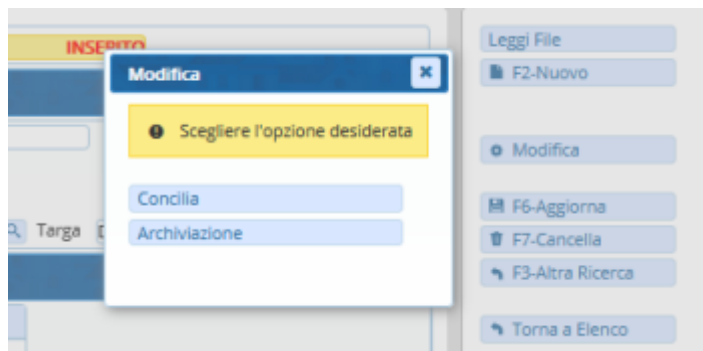 INSERITO
Modifica
Scegliere l'opzione desiderata
Concilia
Archiviazione
Targa
Leggi File
F2-Nuovo
Modifica
F6-Aggiorna
F7-Cancella
F3-Altra Ricerca
Torna a Elenco